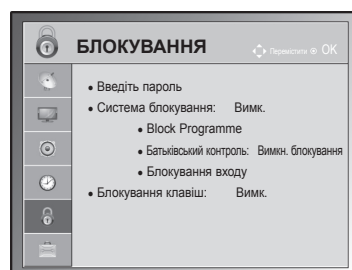 БЛОКУВАННЯ
Перемістити OK
• Введіть пароль
• Система блокування: Вимк.
• Block Programme
• Батьківський контроль: Вимкн. блокування
• Блокування входу
• Блокування клавіш: Вимк.